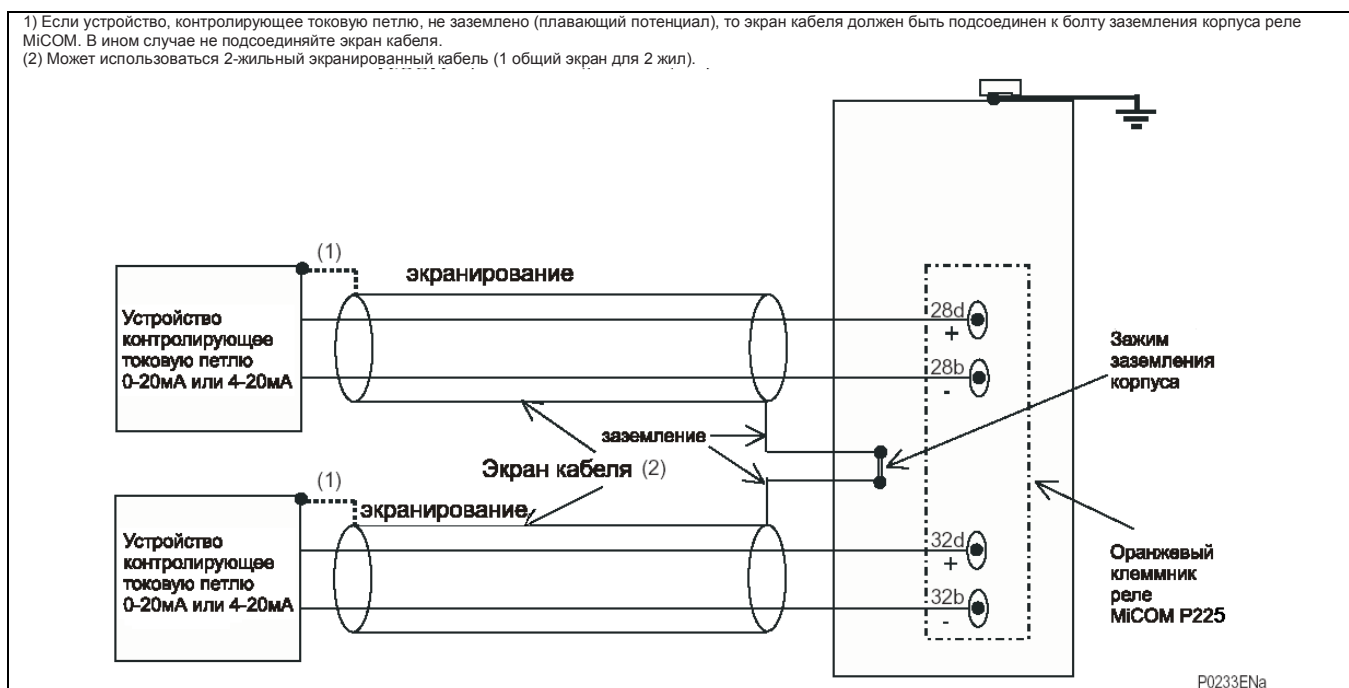 1) Если устройство, контролирующее токовую петлю, не заземлено (плавающий потенциал), то экран кабеля должен быть подсоединен к болту заземления корпуса реле
MiCOM. В ином случае не подсоединяйте экран кабеля.
(2) Может использоваться 2-жильный экранированный кабель (1 общий экран для 2 жил).
(1)
экранирование
Устройство
контролирующее
токовую петлю
0-20мА или 4-20мА
28d
+
28b
-
Зажим
заземления
корпуса
заземление
Экран кабеля (2)
(1)
экранирование
Устройство
контролирующее
токовую петлю
0-20мА или 4-20мА
32d
+
32b
-
Оранжевый
клеммник
реле
MiCOM P225
P0233ENa